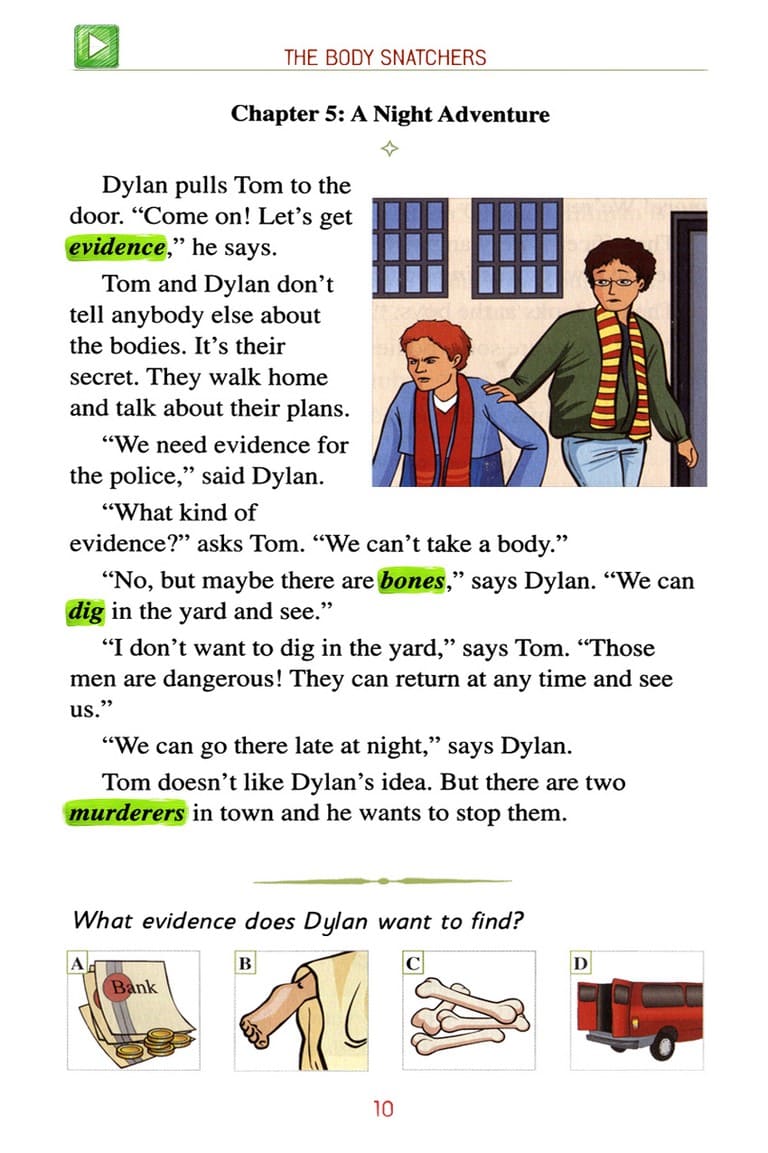 THE BODY SNATCHERS
Chapter 5: A Night Adventure
Dylan pulls Tom to the
door. “Come on! Let’s get
evidence,” he says.
Tom and Dylan don’t
tell anybody else about
the bodies. It’s their
secret. They walk home
and talk about their plans.
“We need evidence for
the police,” said Dylan.
“What kind of
evidence?” asks Tom. “We can’t take a body.”
“No, but maybe there are bones,” says Dylan. “We can
dig in the yard and see.”
“I don’t want to dig in the yard,” says Tom. “Those
men are dangerous! They can return at any time and see
us.”
“We can go there late at night,” says Dylan.
Tom doesn’t like Dylan’s idea. But there are two
murderers in town and he wants to stop them.
What evidence does Dylan want to find?
A
Bank
B
C
D
10